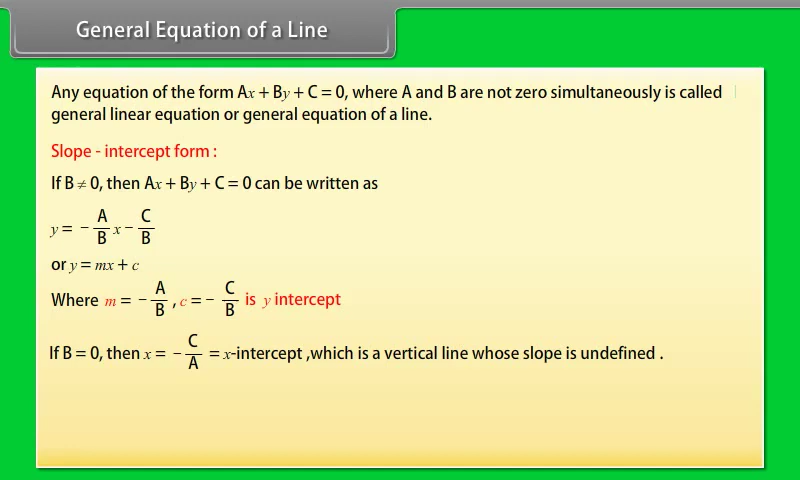 General Equation of a Line
Any equation of the form Ax + By + C = 0, where A and B are not zero simultaneously is called
general linear equation or general equation of a line.
Slope - intercept form :
If B ≠ 0, then Ax + By + C = 0 can be written as
y = − A/B x − C/B
or y = mx + c
Where m = − A/B , c = − C/B is y intercept
If B = 0, then x = − C/A = x-intercept ,which is a vertical line whose slope is undefined .